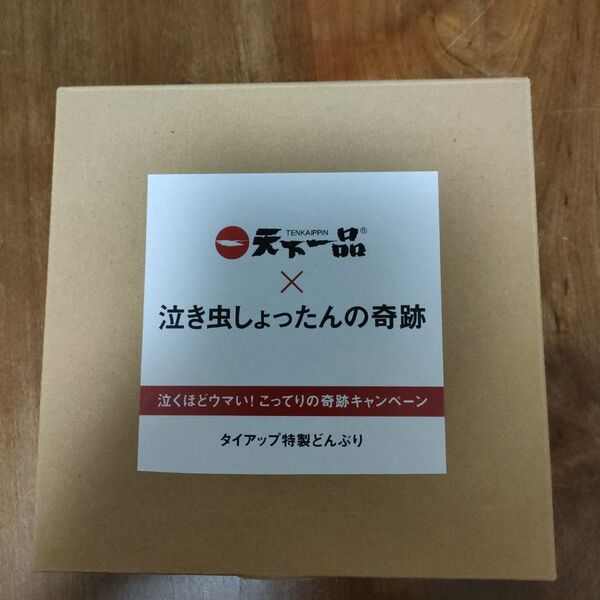 TENKAIPPIN
天下一品®
×
泣き虫しょったんの奇跡
泣くほどウマい!こってりの奇跡キャンペーン
タイアップ特製どんぶり